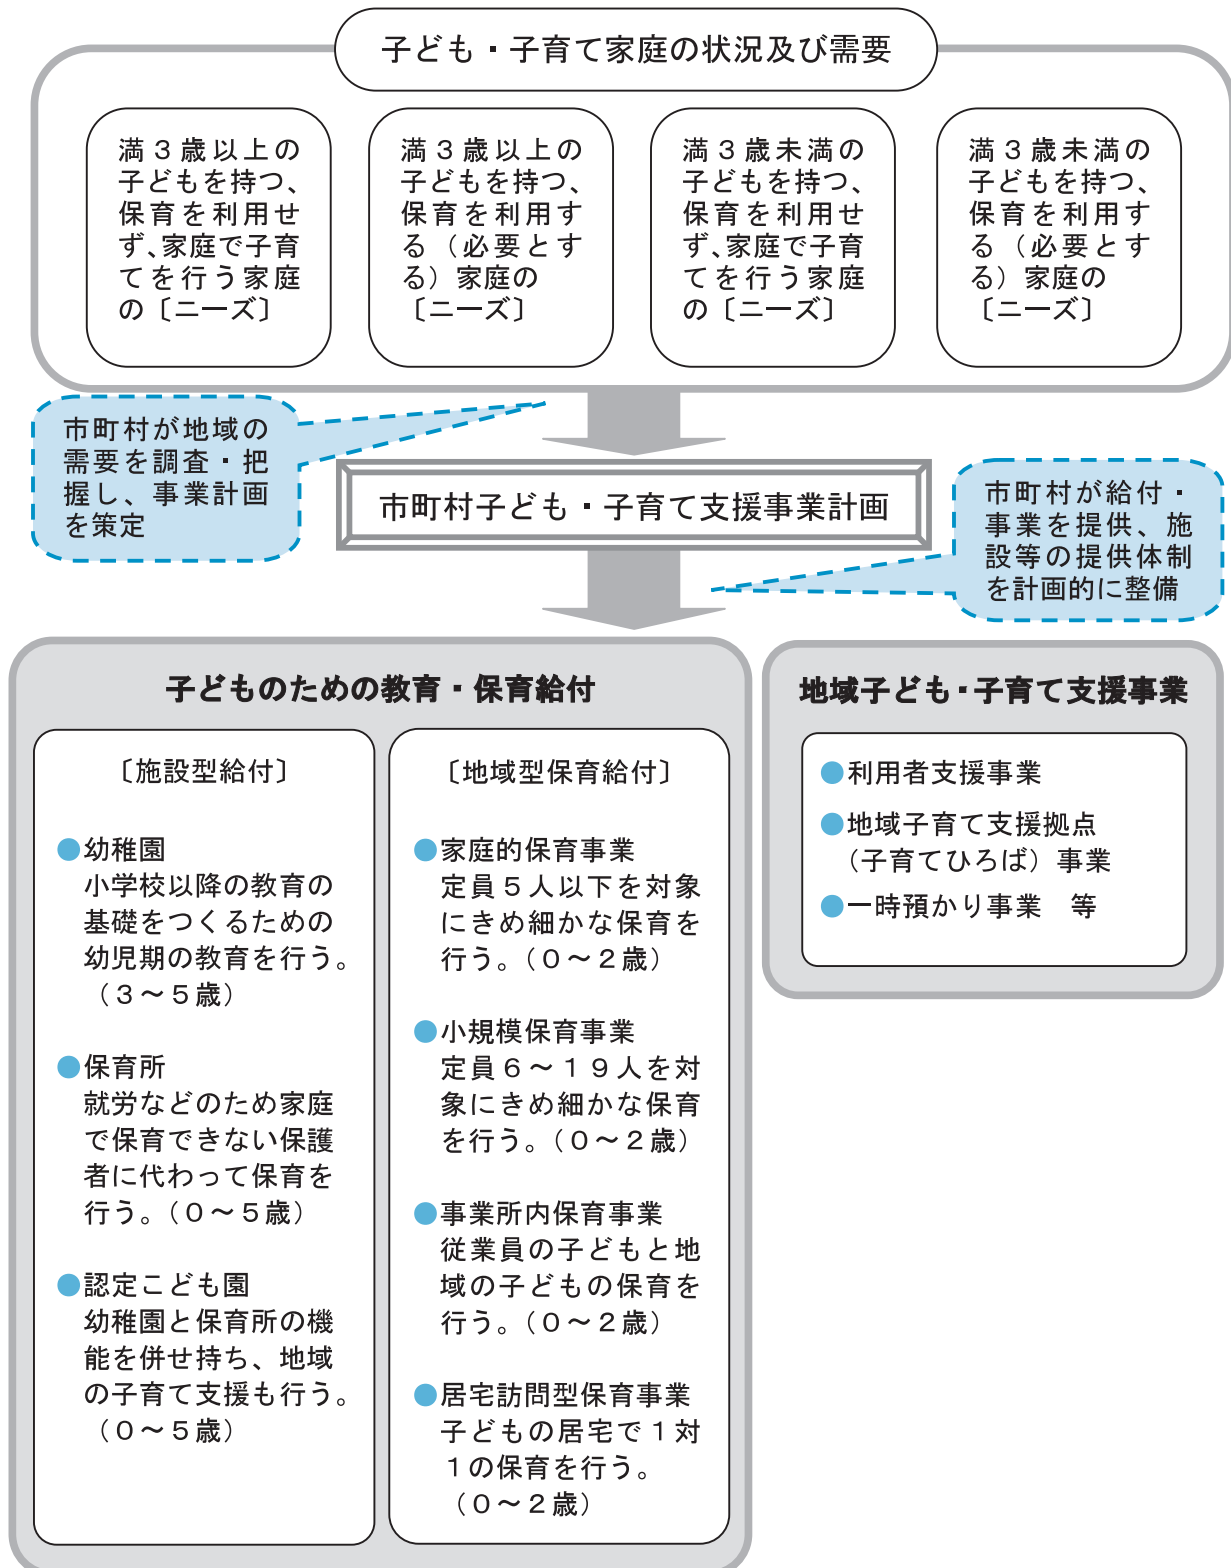 子ども・子育て家庭の状況及び需要
満３歳以上の
子どもを持つ、
保育を利用せ
ず、家庭で子育
てを行う家庭
の〔ニーズ〕
満３歳以上の
子どもを持つ、
保育を利用す
る（必要とす
る）家庭の
〔ニーズ〕
満３歳未満の
子どもを持つ、
保育を利用せ
ず、家庭で子育
てを行う家庭
の〔ニーズ〕
満３歳未満の
子どもを持つ、
保育を利用す
る（必要とす
る）家庭の
〔ニーズ〕
市町村が地域の
需要を調査・把
握し、事業計画
を策定
市町村子ども・子育て支援事業計画
市町村が給付・
事業を提供、施
設等の提供体制
を計画的に整備
子どものための教育・保育給付
〔施設型給付〕
●幼稚園
小学校以降の教育の
基礎をつくるための
幼児期の教育を行う。
（３～５歳）
●保育所
就労などのため家庭
で保育できない保護
者に代わって保育を
行う。（０～５歳）
●認定こども園
幼稚園と保育所の機
能を併せ持ち、地域
の子育て支援も行う。
（０～５歳）
〔地域型保育給付〕
●家庭的保育事業
定員５人以下を対象
にきめ細かな保育を
行う。（０～２歳）
●小規模保育事業
定員６～１９人を対
象にきめ細かな保育
を行う。（０～２歳）
●事業所内保育事業
従業員の子どもと地
域の子どもの保育を
行う。（０～２歳）
●居宅訪問型保育事業
子どもの居宅で１対
１の保育を行う。
（０～２歳）
地域子ども・子育て支援事業
●利用者支援事業
●地域子育て支援拠点
（子育てひろば）事業
●一時預かり事業　等